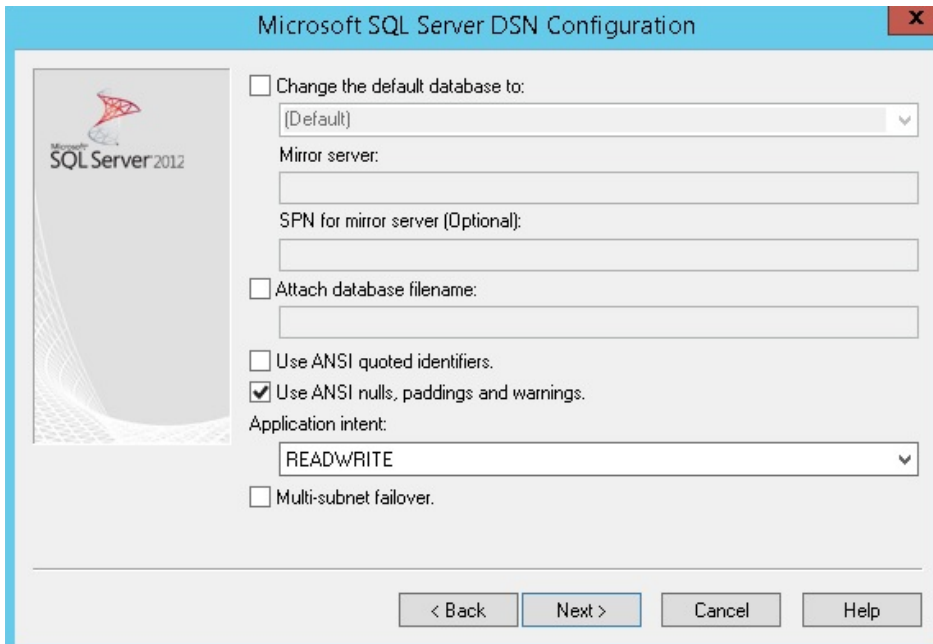 Microsoft SQL Server DSN Configuration
x
Microsoft
SQL Server 2012
Change the default database to:
(Default)
Mirror server:
SPN for mirror server (Optional):
Attach database filename:
Use ANSI quoted identifiers.
Use ANSI nulls, paddings and warnings.
Application intent:
READWRITE
Multi-subnet failover.
< Back Next > Cancel Help